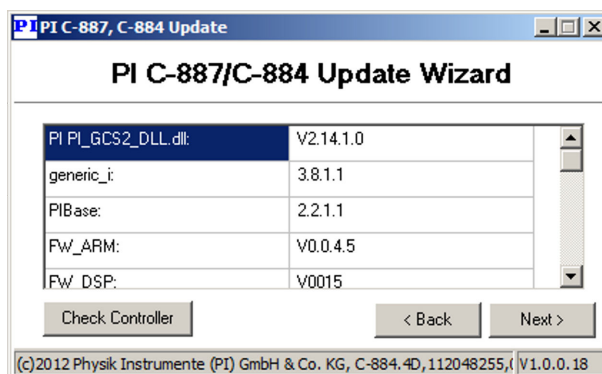 PI PI C-887, C-884 Update
PI C-887/C-884 Update Wizard
PI PI_GCS2_DLL.dll: V2.14.1.0
generic_i: 3.8.1.1
PIBase: 2.2.1.1
FW_ARM: V0.0.4.5
FW_DSP: V0015
Check Controller < Back Next >
(c)2012 Physik Instrumente (PI) GmbH & Co. KG, C-884.4D,112048255,( V1.0.0.18